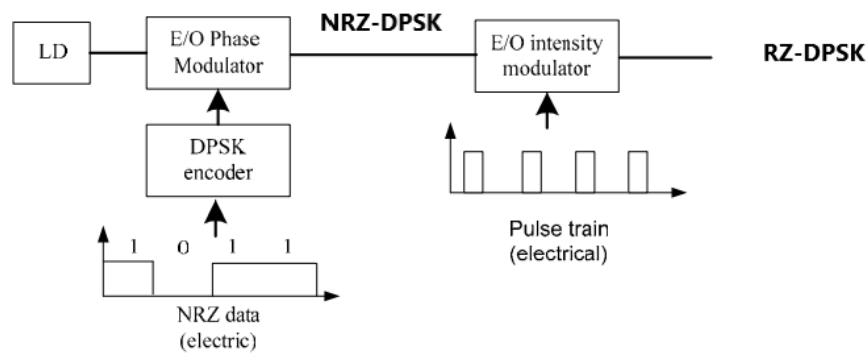 LD
E/O Phase
Modulator
NRZ-DPSK
E/O intensity
modulator
RZ-DPSK
DPSK
encoder
1 0 1 1
NRZ data
(electric)
Pulse train
(electrical)